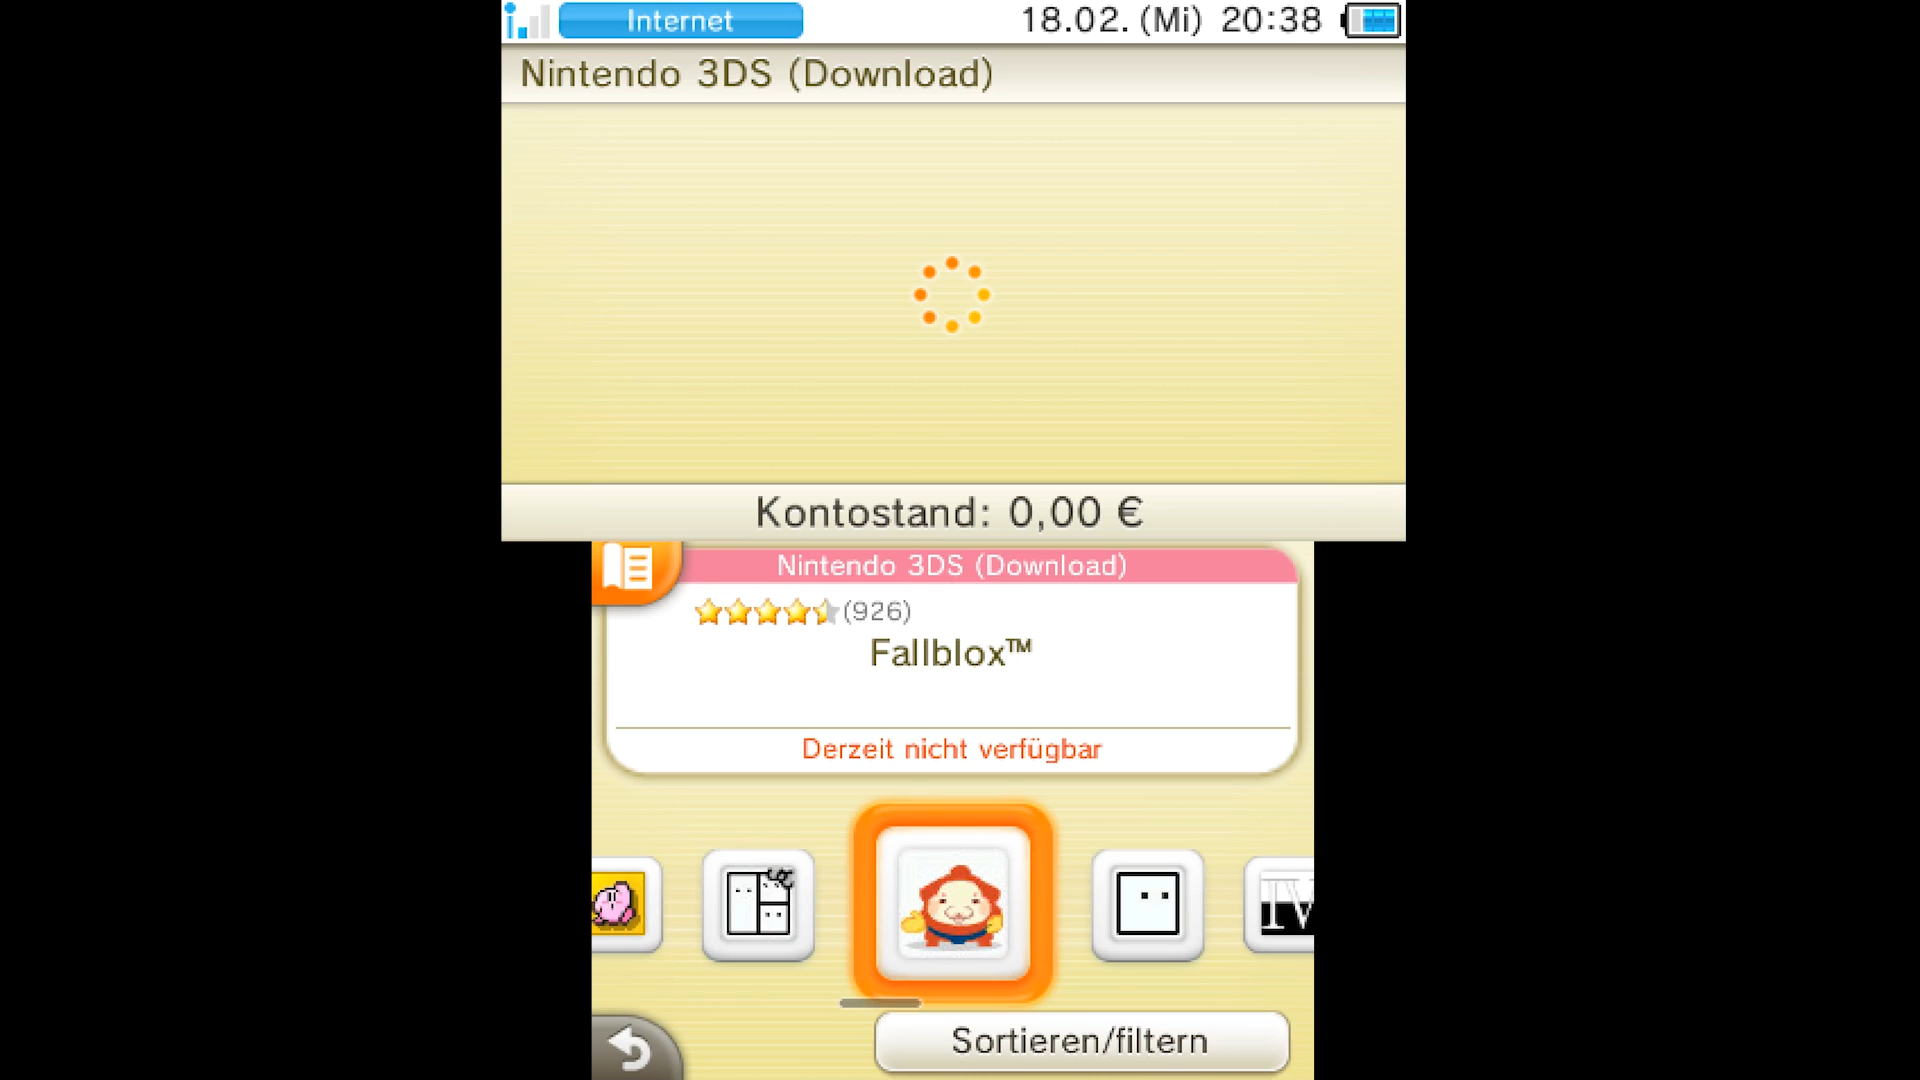 Internet
18.02. (Mi) 20:38
Nintendo 3DS (Download)
Kontostand: 0,00 €
Nintendo 3DS (Download)
(926)
Fallblox™
Derzeit nicht verfügbar
IV
Sortieren/filtern